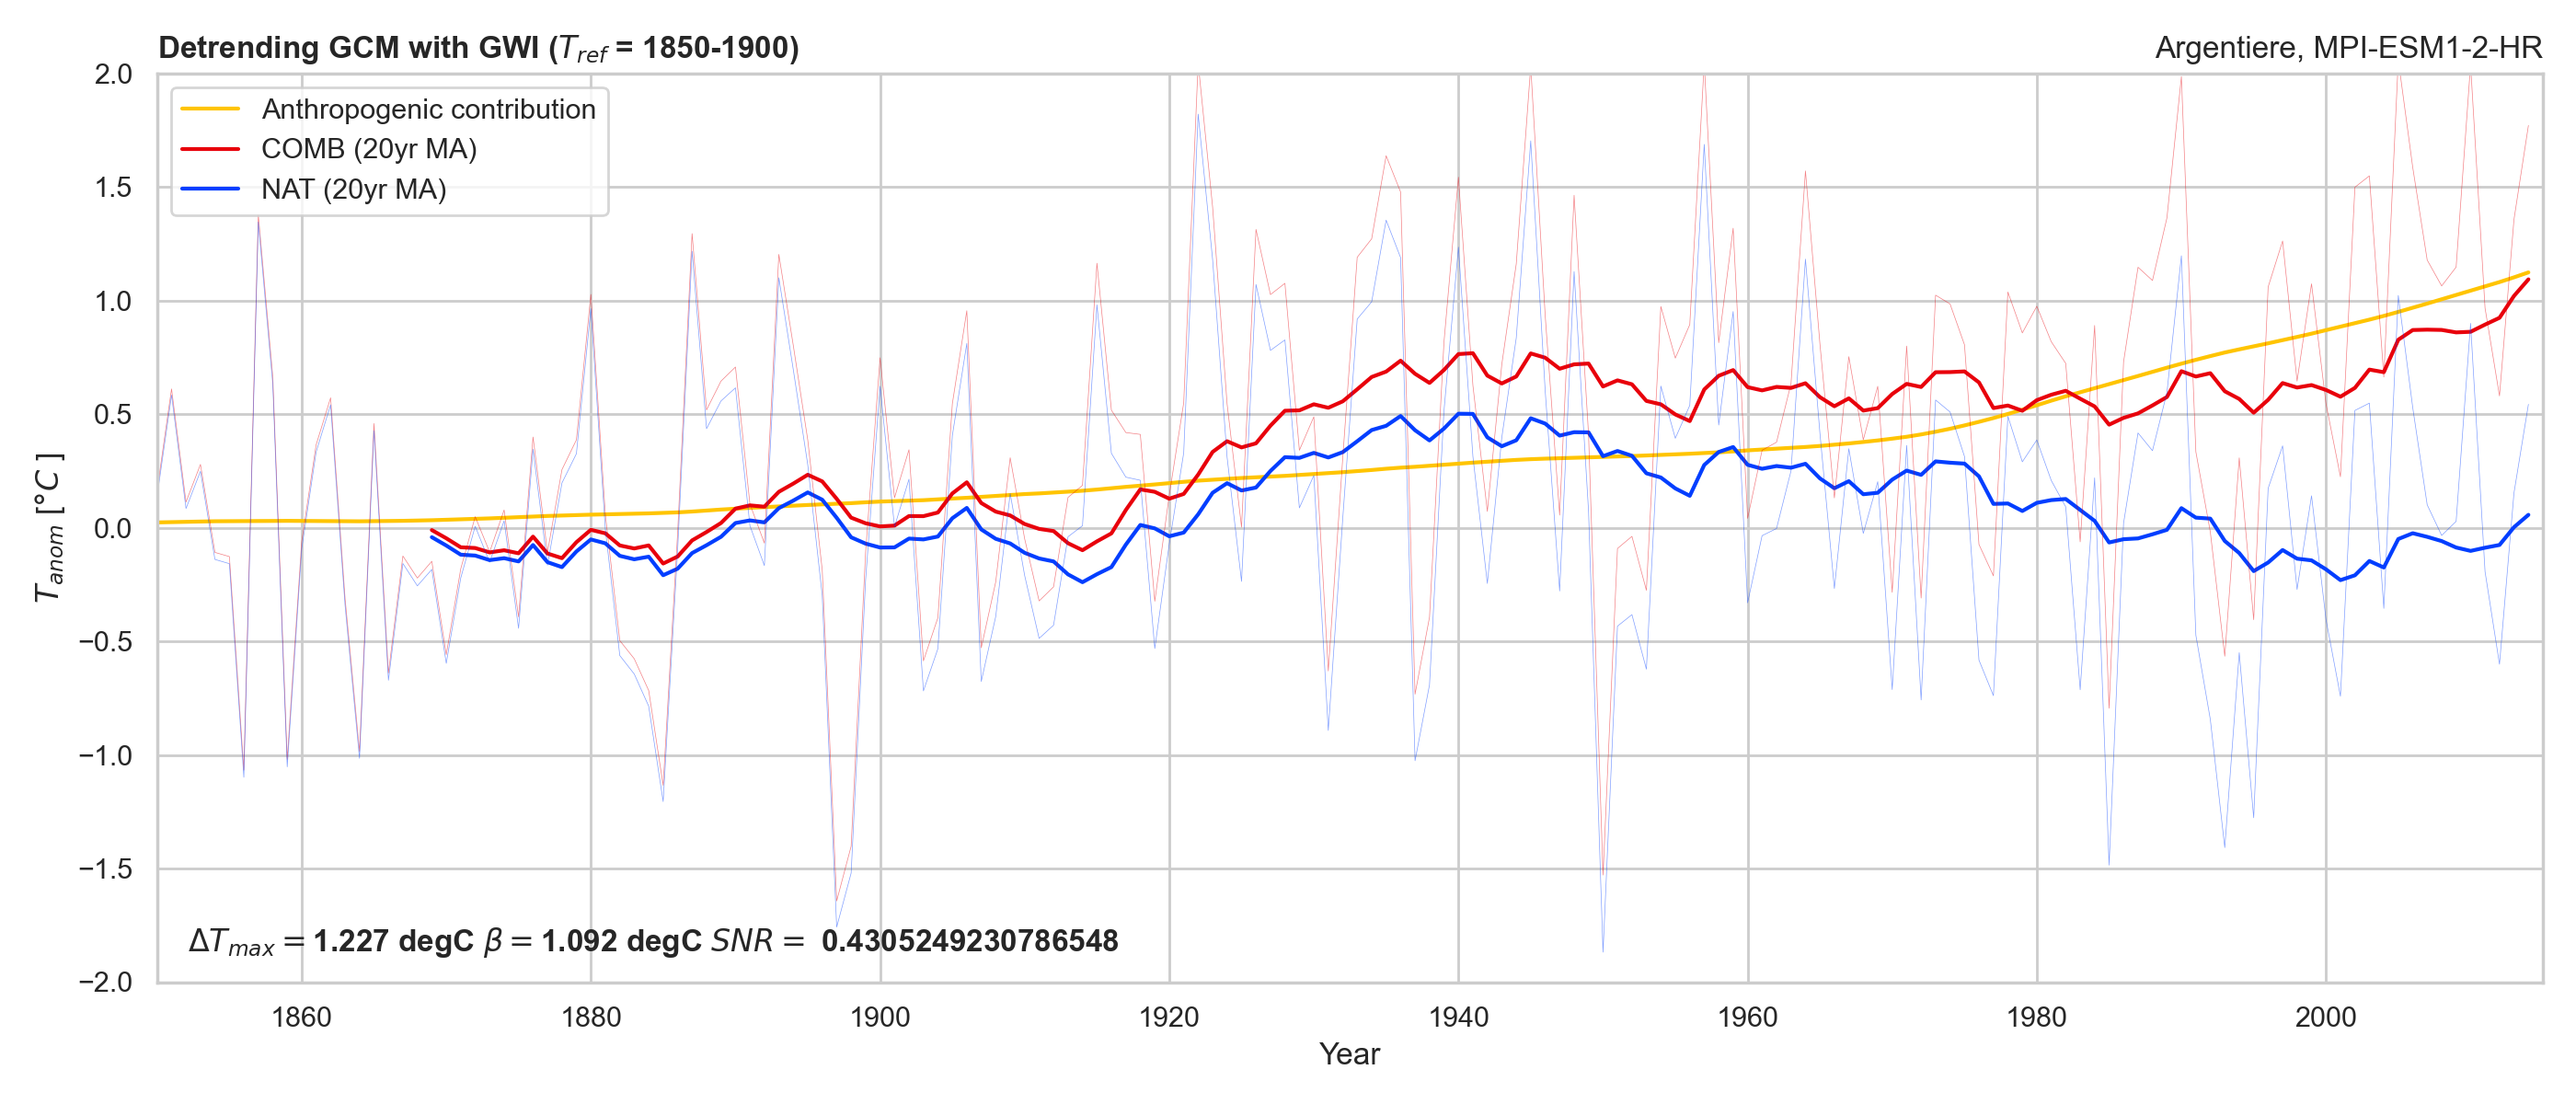 Detrending GCM with GWI (T_ref = 1850-1900)
Argentiere, MPI-ESM1-2-HR
Anthropogenic contribution
COMB (20yr MA)
NAT (20yr MA)
2.0
1.5
1.0
0.5
0.0
−0.5
−1.0
−1.5
−2.0
T_anom [°C ]
ΔT_max = 1.227 degC β = 1.092 degC SNR = 0.4305249230786548
1860 1880 1900 1920 1940 1960 1980 2000
Year